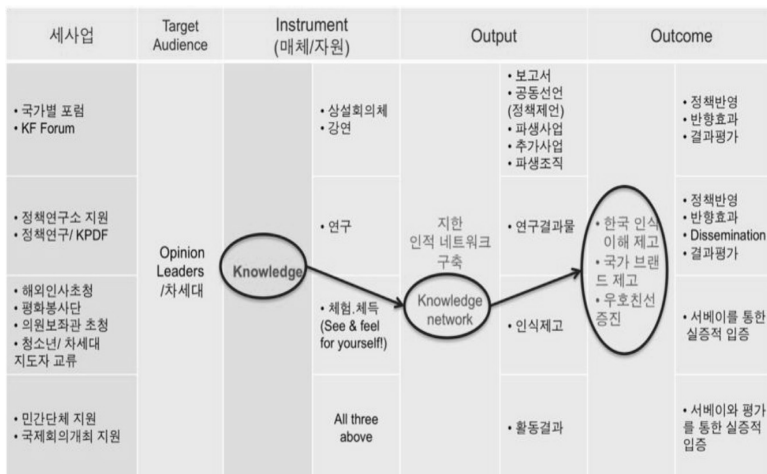 세사업
Target
Audience
Instrument
(매체/자원)
Output
Outcome
• 국가별 포럼
• KF Forum
• 상설회의체
• 강연
• 보고서
• 공동선언
(정책제언)
• 파생사업
• 추가사업
• 파생조직
• 정책반영
• 반향효과
• 결과평가
• 정책연구소 지원
• 정책연구/ KPDF
Opinion
Leaders
/차세대
Knowledge
• 연구
지한
인적 네트워크
구축
Knowledge
network
• 연구결과물
• 한국 인식
이해 제고
• 국가 브랜
드 제고
• 우호친선
증진
• 정책반영
• 반향효과
• Dissemination
• 결과평가
• 해외인사초청
• 평화봉사단
• 의원보좌관 초청
• 청소년/ 차세대
지도자 교류
• 체험.체득
(See & feel
for yourself!)
• 인식제고
• 서베이를 통한
실증적 입증
• 민간단체 지원
• 국제회의개최 지원
All three
above
• 활동결과
• 서베이와 평가
를 통한 실증적
입증